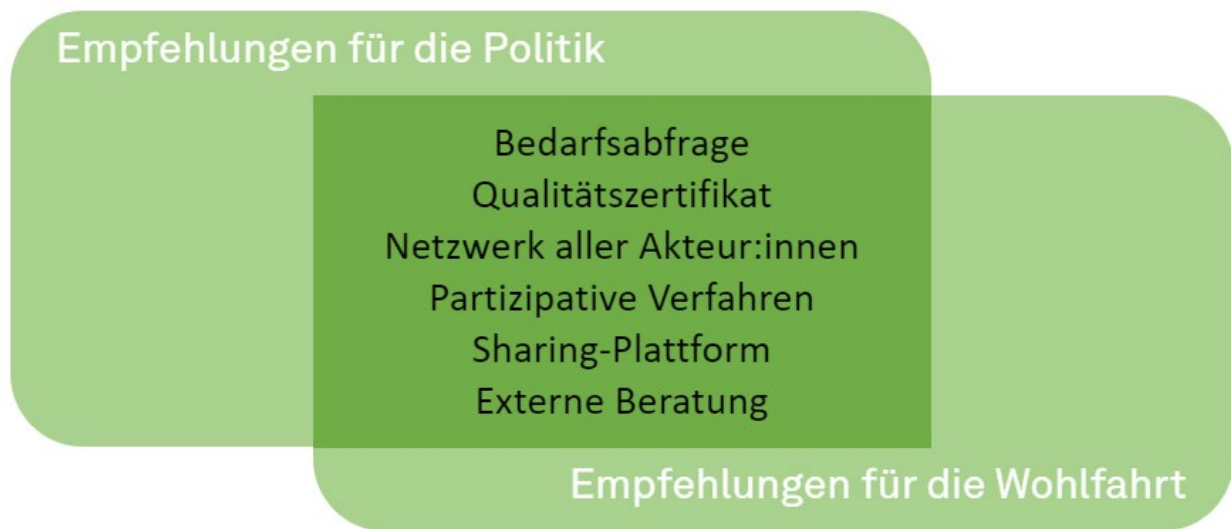 Empfehlungen für die Politik
Bedarfsabfrage
Qualitätszertifikat
Netzwerk aller Akteur:innen
Partizipative Verfahren
Sharing-Plattform
Externe Beratung
Empfehlungen für die Wohlfahrt